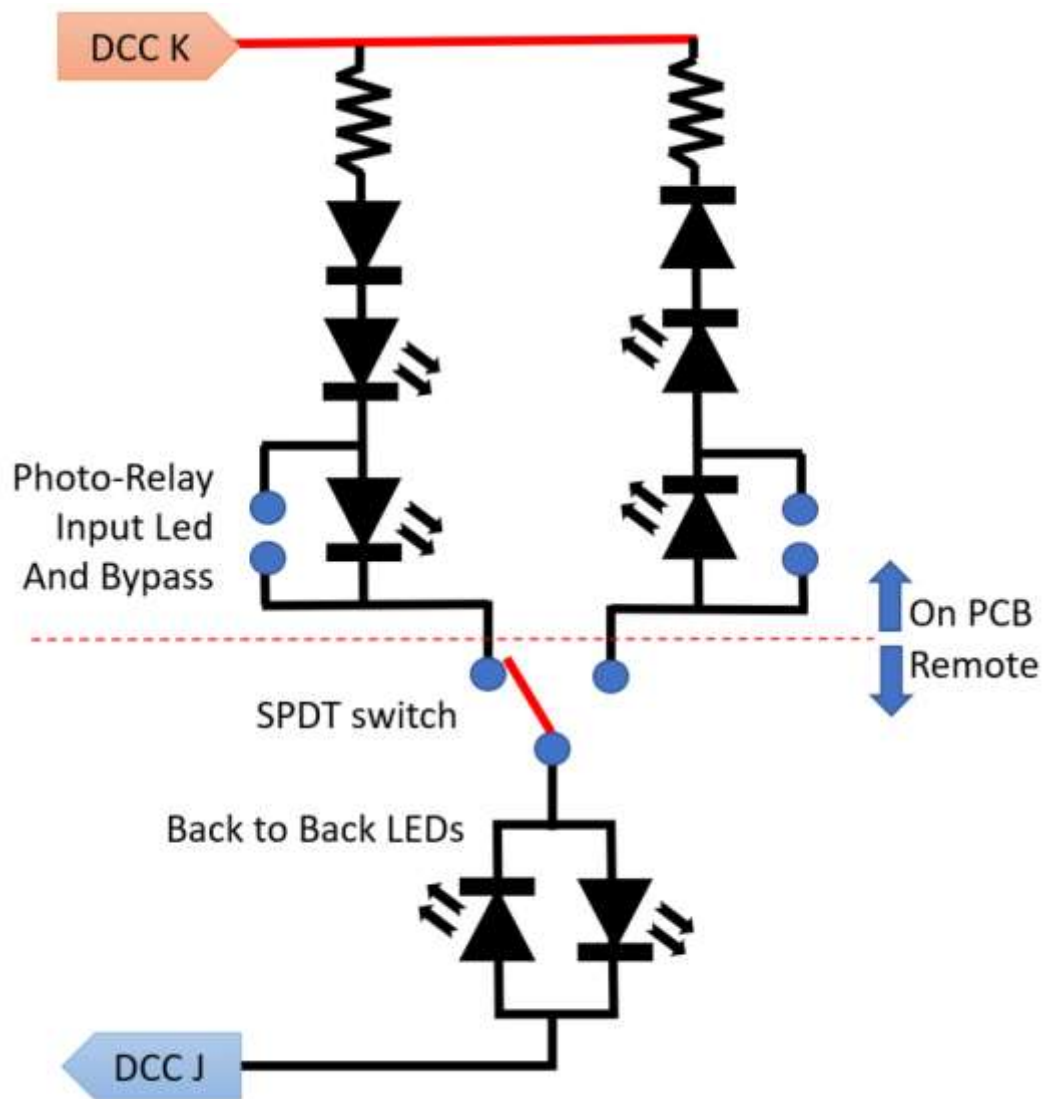 DCC K
Photo-Relay
Input Led
And Bypass
On PCB
Remote
SPDT switch
Back to Back LEDs
DCC J